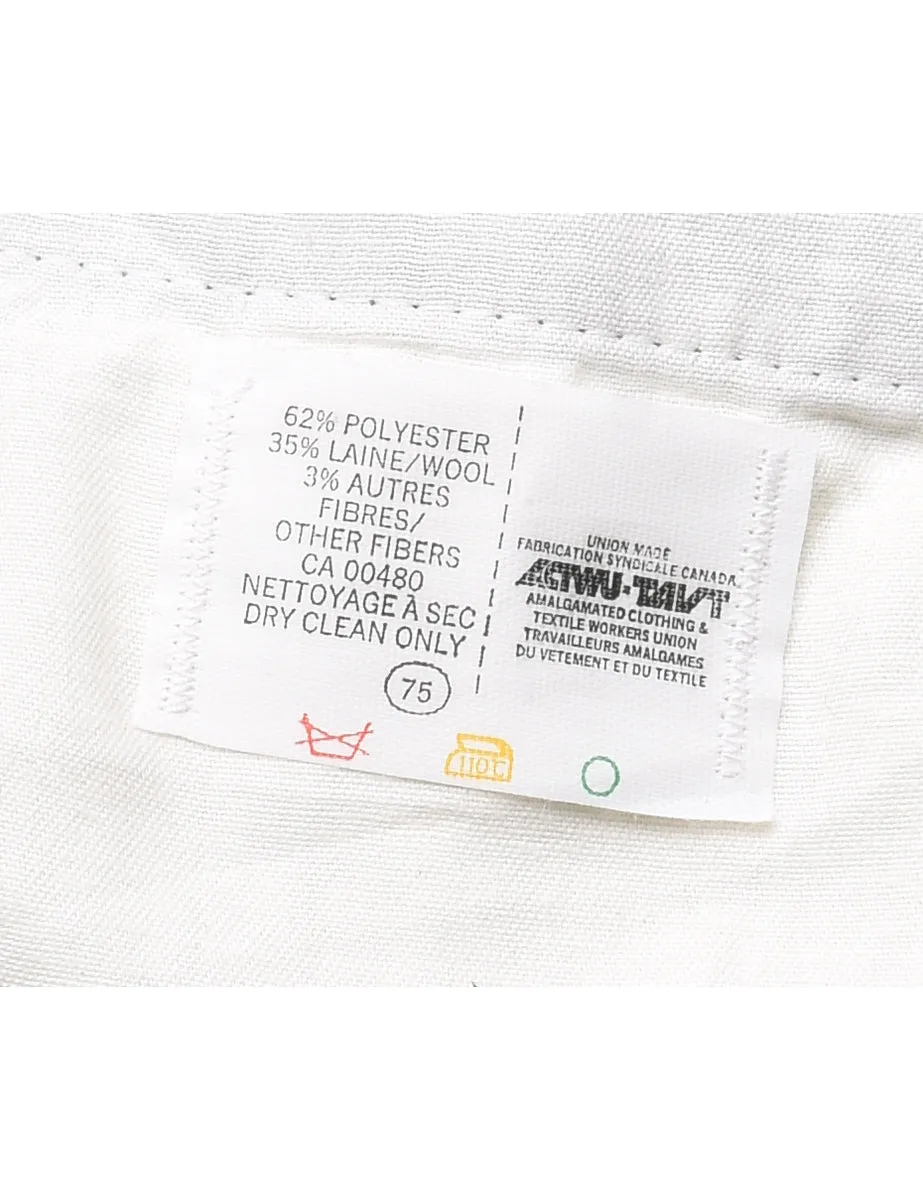 62% POLYESTER
35% LAINE/WOOL
3% AUTRES
FIBRES/
OTHER FIBERS
CA 00480
NETTOYAGE À SEC
DRY CLEAN ONLY
75
110°C
UNION MADE
FABRICATION SYNDICALE CANADA
ACTWU·TAVT
AMALGAMATED CLOTHING &
TEXTILE WORKERS UNION
TRAVAILLEURS AMALGAMES
DU VETEMENT ET DU TEXTILE